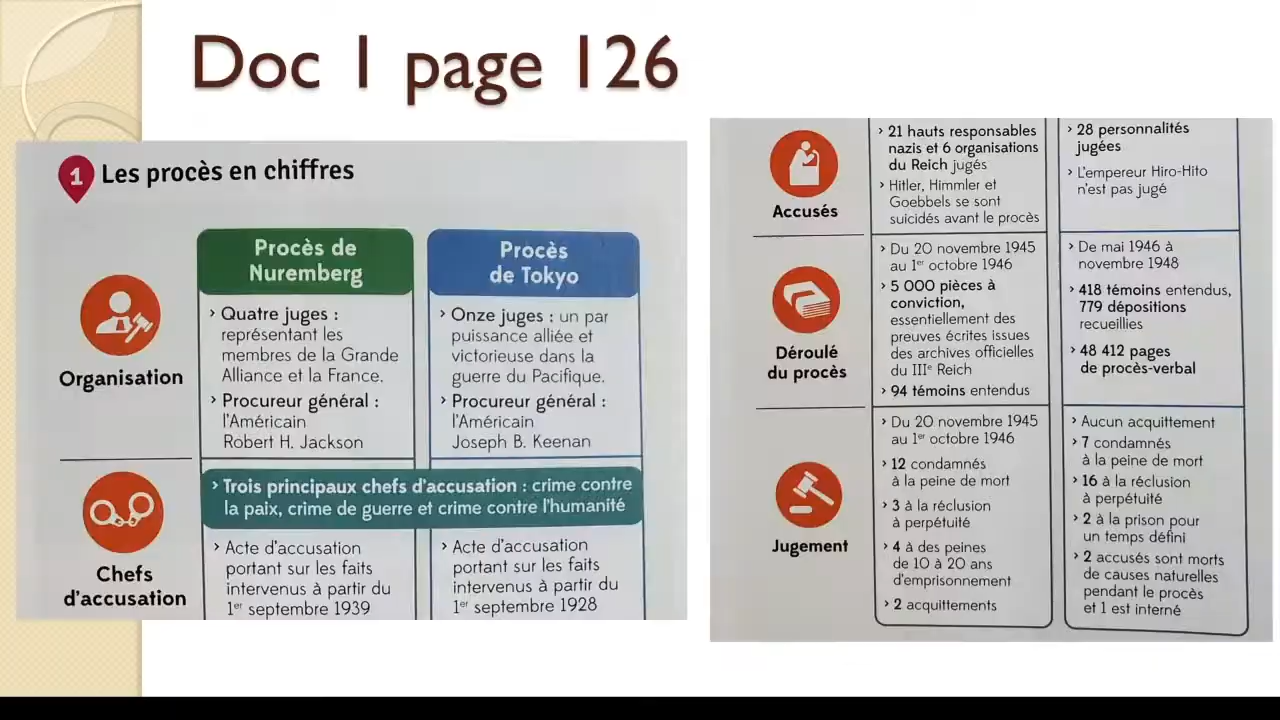 Doc 1 page 126
1 Les procès en chiffres
Procès de
Nuremberg
Procès
de Tokyo
Organisation
› Quatre juges :
représentant les
membres de la Grande
Alliance et la France.
› Procureur général :
l'Américain
Robert H. Jackson
› Onze juges : un par
puissance alliée et
victorieuse dans la
guerre du Pacifique.
› Procureur général :
l'Américain
Joseph B. Keenan
Chefs
d'accusation
› Trois principaux chefs d'accusation : crime contre
la paix, crime de guerre et crime contre l'humanité
› Acte d'accusation
portant sur les faits
intervenus à partir du
1er septembre 1939
› Acte d'accusation
portant sur les faits
intervenus à partir du
1er septembre 1928
Accusés
› 21 hauts responsables
nazis et 6 organisations
du Reich jugés
› Hitler, Himmler et
Goebbels se sont
suicidés avant le procès
› 28 personnalités
jugées
› L'empereur Hiro-Hito
n'est pas jugé
Déroulé
du procès
› Du 20 novembre 1945
au 1er octobre 1946
› 5 000 pièces à
conviction,
essentiellement des
preuves écrites issues
des archives officielles
du IIIe Reich
› 94 témoins entendus
› De mai 1946 à
novembre 1948
› 418 témoins entendus,
779 dépositions
recueillies
› 48 412 pages
de procès-verbal
Jugement
› Du 20 novembre 1945
au 1er octobre 1946
› 12 condamnés
à la peine de mort
› 3 à la réclusion
à perpétuité
› 4 à des peines
de 10 à 20 ans
d'emprisonnement
› 2 acquittements
› Aucun acquittement
› 7 condamnés
à la peine de mort
› 16 à la réclusion
à perpétuité
› 2 à la prison pour
un temps défini
› 2 accusés sont morts
de causes naturelles
pendant le procès
et 1 est interné